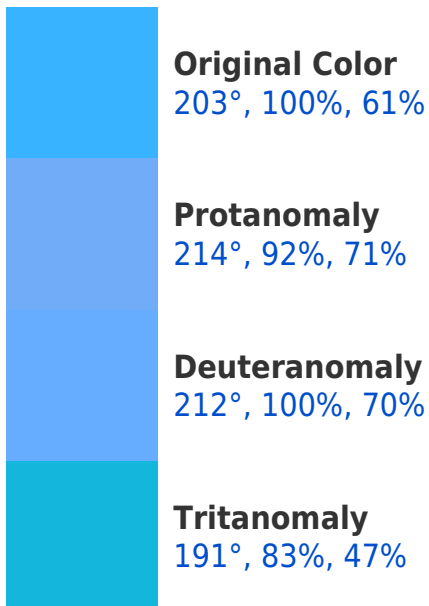 Original Color
203°, 100%, 61%
Protanomaly
214°, 92%, 71%
Deuteranomaly
212°, 100%, 70%
Tritanomaly
191°, 83%, 47%